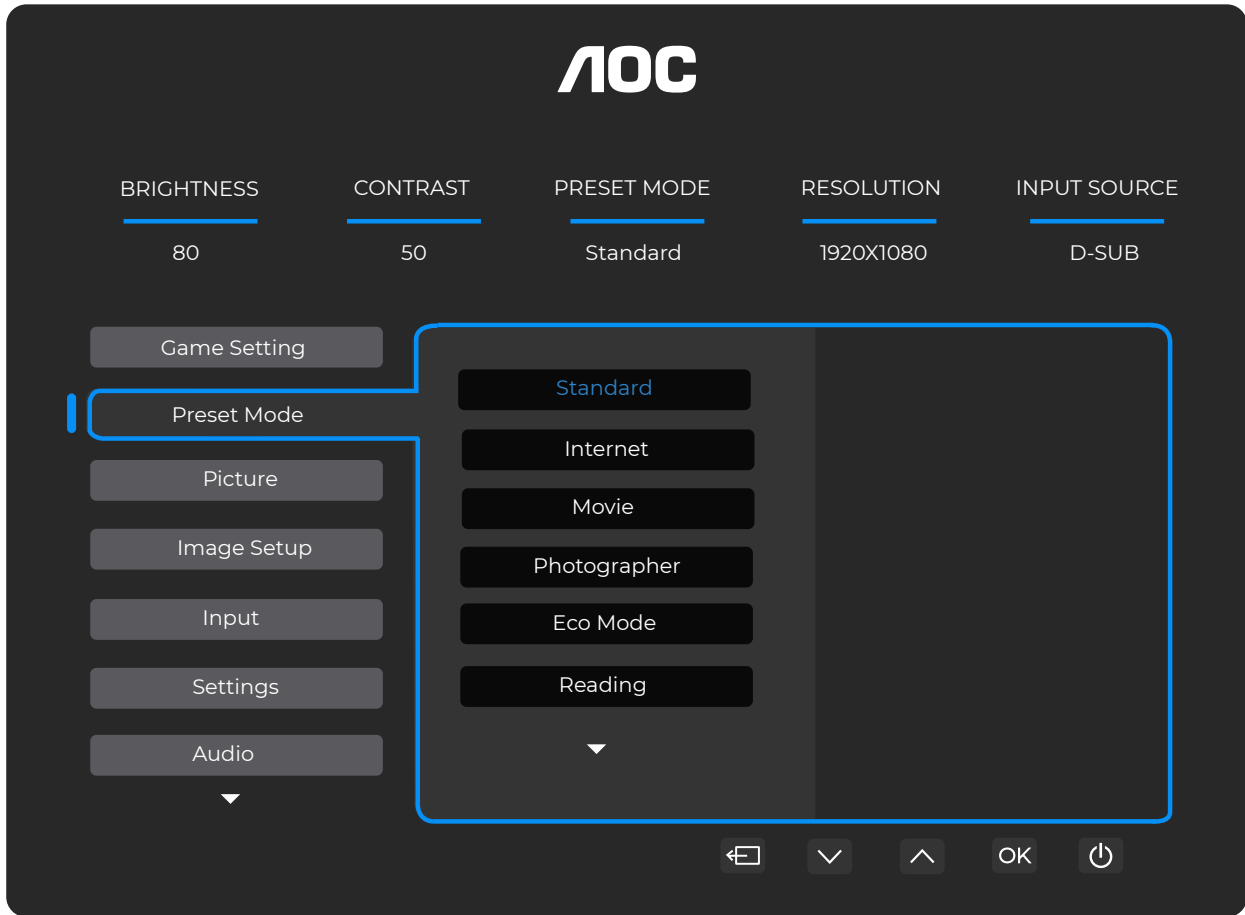 AOC
BRIGHTNESS CONTRAST PRESET MODE RESOLUTION INPUT SOURCE
80 50 Standard 1920X1080 D-SUB
Game Setting
Preset Mode
Picture
Image Setup
Input
Settings
Audio
Standard
Internet
Movie
Photographer
Eco Mode
Reading
OK